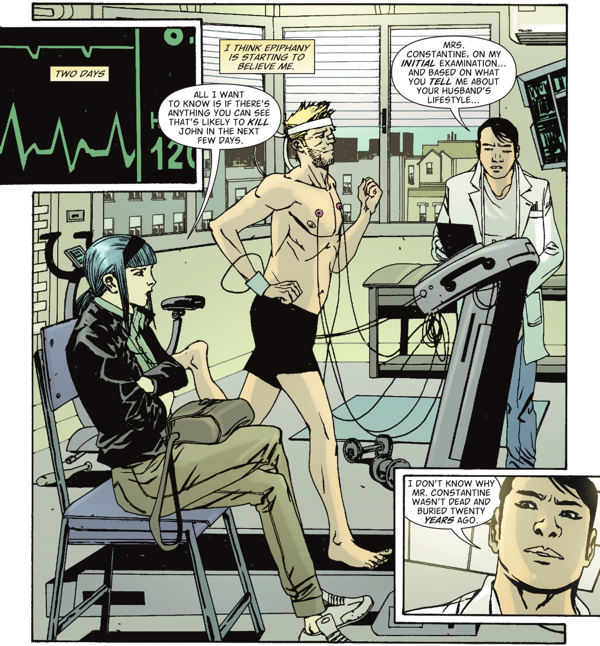 TWO DAYS
120
I THINK EPIPHANY
IS STARTING TO
BELIEVE ME.
ALL I WANT
TO KNOW IS IF THERE'S
ANYTHING YOU CAN SEE
THAT'S LIKELY TO KILL
JOHN IN THE NEXT
FEW DAYS.
MRS.
CONSTANTINE, ON MY
INITIAL EXAMINATION...
AND BASED ON WHAT
YOU TELL ME ABOUT
YOUR HUSBAND'S
LIFESTYLE...
I DON'T KNOW WHY
MR. CONSTANTINE
WASN'T DEAD AND
BURIED TWENTY
YEARS AGO.